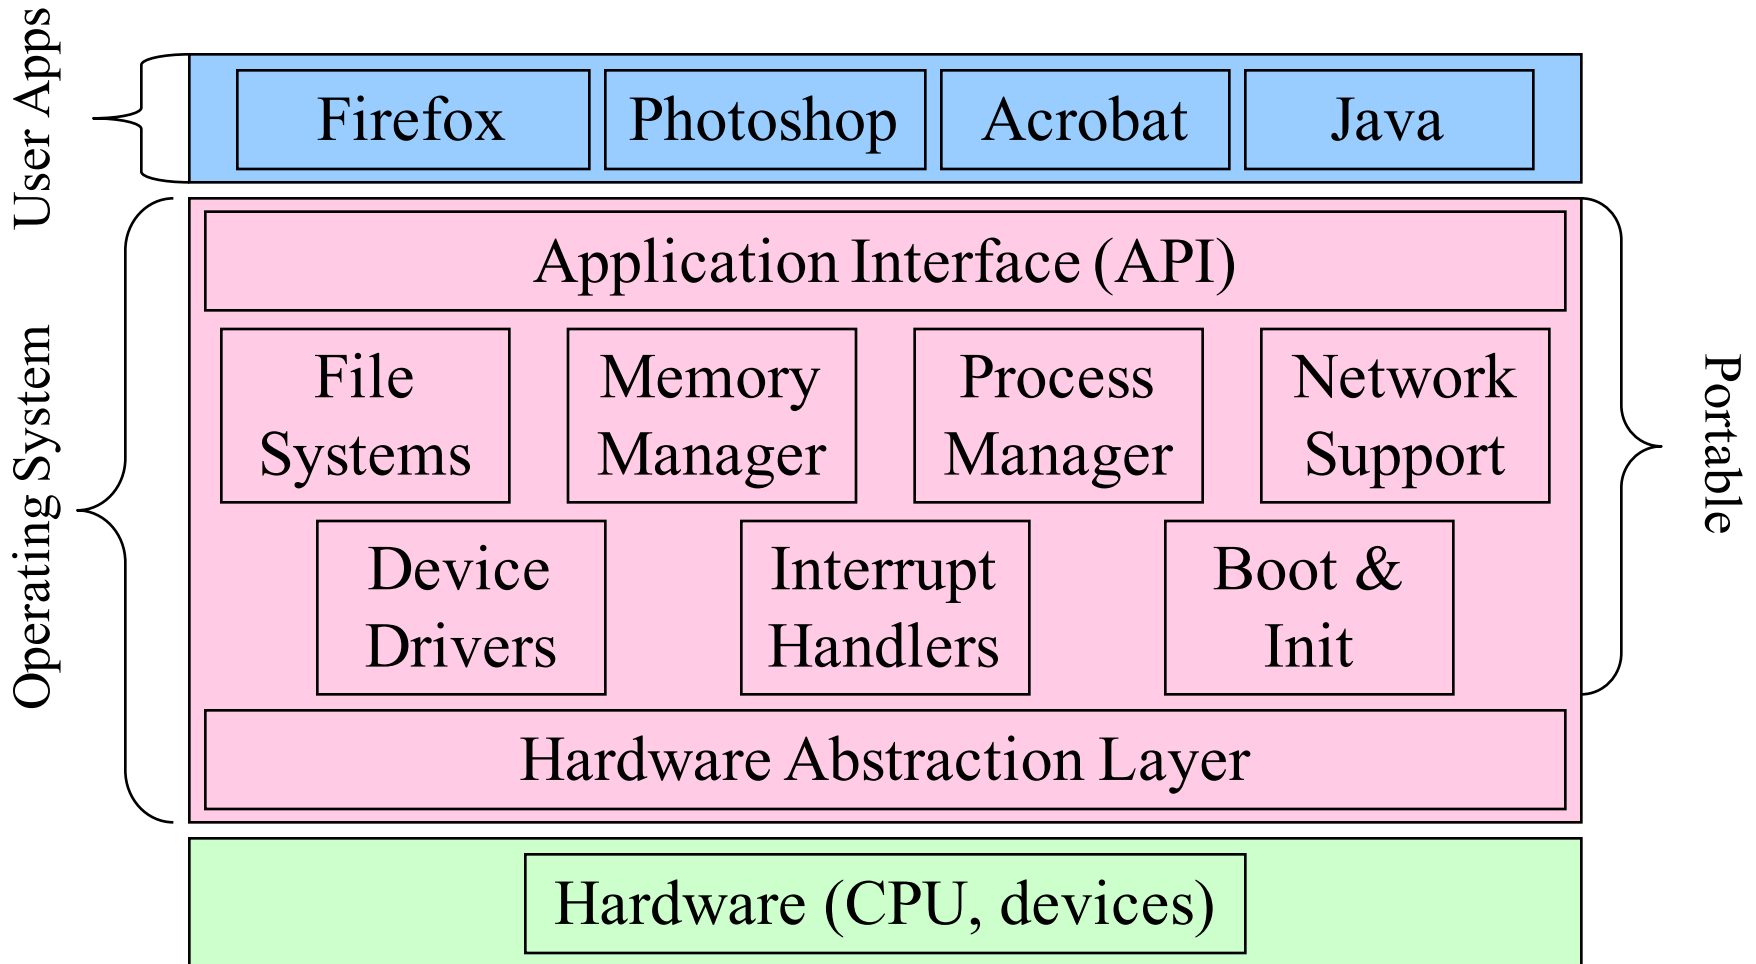 User Apps
Firefox
Photoshop
Acrobat
Java
Operating System
Application Interface (API)
File
Systems
Memory
Manager
Process
Manager
Network
Support
Device
Drivers
Interrupt
Handlers
Boot &
Init
Hardware Abstraction Layer
Portable
Hardware (CPU, devices)